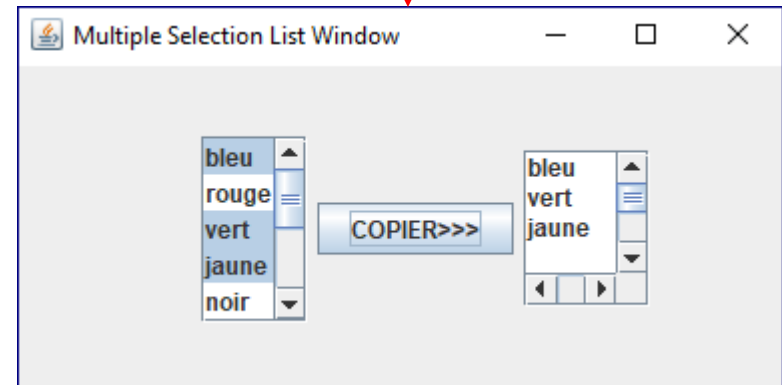 Multiple Selection List Window
bleu
rouge
vert
jaune
noir
COPIER>>>
bleu
vert
jaune